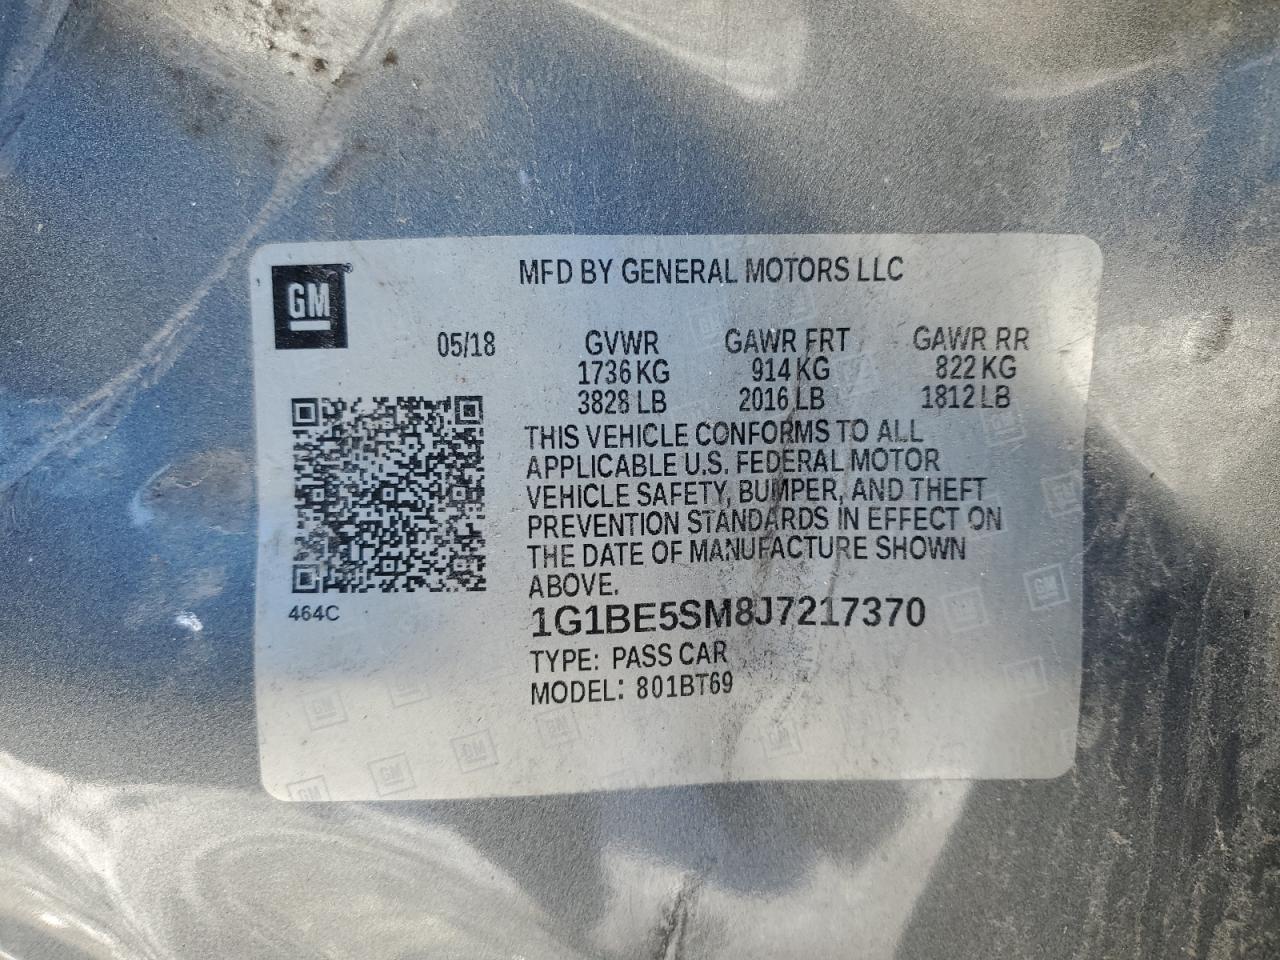 GM
MFD BY GENERAL MOTORS LLC
05/18 GVWR GAWR FRT GAWR RR
1736 KG 914 KG 822 KG
3828 LB 2016 LB 1812 LB
THIS VEHICLE CONFORMS TO ALL
APPLICABLE U.S. FEDERAL MOTOR
VEHICLE SAFETY, BUMPER, AND THEFT
PREVENTION STANDARDS IN EFFECT ON
THE DATE OF MANUFACTURE SHOWN
ABOVE.
464C
1G1BE5SM8J7217370
TYPE: PASS CAR
MODEL: 801BT69